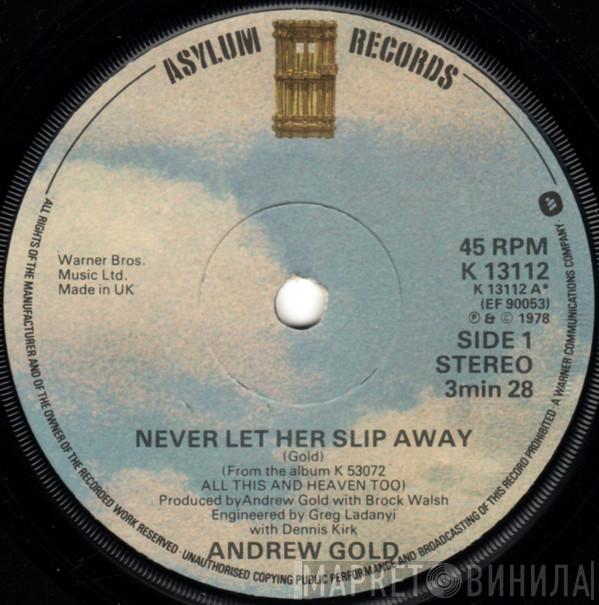 ASYLUM RECORDS
Warner Bros.
Music Ltd.
Made in UK
45 RPM
K 13112
K 13112 A*
(EF 90053)
℗ & © 1978
SIDE 1
STEREO
3min 28
NEVER LET HER SLIP AWAY
(Gold)
(From the album K 53072
ALL THIS AND HEAVEN TOO)
Produced by Andrew Gold with Brock Walsh
Engineered by Greg Ladanyi
with Dennis Kirk
ANDREW GOLD
ALL RIGHTS OF THE MANUFACTURER AND OF THE OWNER OF THE RECORDED WORK RESERVED · UNAUTHORISED COPYING PUBLIC PERFORMANCE AND BROADCASTING OF THIS RECORD PROHIBITED · A WARNER COMMUNICATIONS COMPANY ·
МАРКЕТ ВИНИЛА